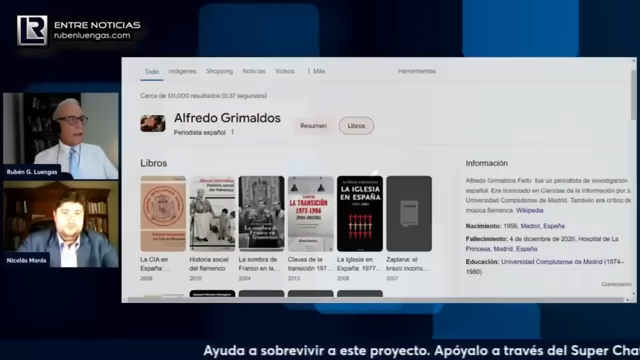 LR
ENTRE NOTICIAS
rubenluengas.com
Todo Imágenes Shopping Noticias Videos Más Herramientas
Cerca de 131,000 resultados (0.37 segundos)
Alfredo Grimaldos
Periodista español
Resumen Libros
Libros
LA TRANSICIÓN
1973-1986
LA IGLESIA
EN ESPAÑA
La CIA en España:...
2006
Historia social del flamenco
2010
La sombra de Franco en la...
2004
Claves de la transición 197...
2013
La Iglesia en España: 1977...
2008
Zaplana: el brazo incorru...
2007
Información
Alfredo Grimaldos Feito fue un periodista de investigación
español. Era licenciado en Ciencias de la Información por la
Universidad Complutense de Madrid. También era crítico de
música flamenca. Wikipedia
Nacimiento: 1956, Madrid, España
Fallecimiento: 4 de diciembre de 2020, Hospital de La
Princesa, Madrid, España
Educación: Universidad Complutense de Madrid (1974–
1980)
Comentarios
Rubén G. Luengas
Nicolás Morás
Ayuda a sobrevivir a este proyecto. Apóyalo a través del Super Cha